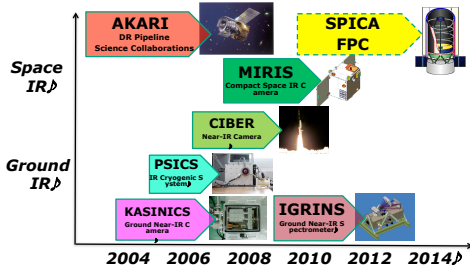 AKARI
DR Pipeline
Science Collaborations
SPICA
FPC
Space
IR♪
MIRIS
Compact Space IR C
amera
CIBER
Near-IR Camera
♪
Ground
IR♪
PSICS
IR Cryogenic S
ystem♪
KASINICS
Ground Near-IR C
amera
♪
IGRINS
Ground Near-IR S
pectrometer♪
2004 2006 2008 2010 2012 2014♪